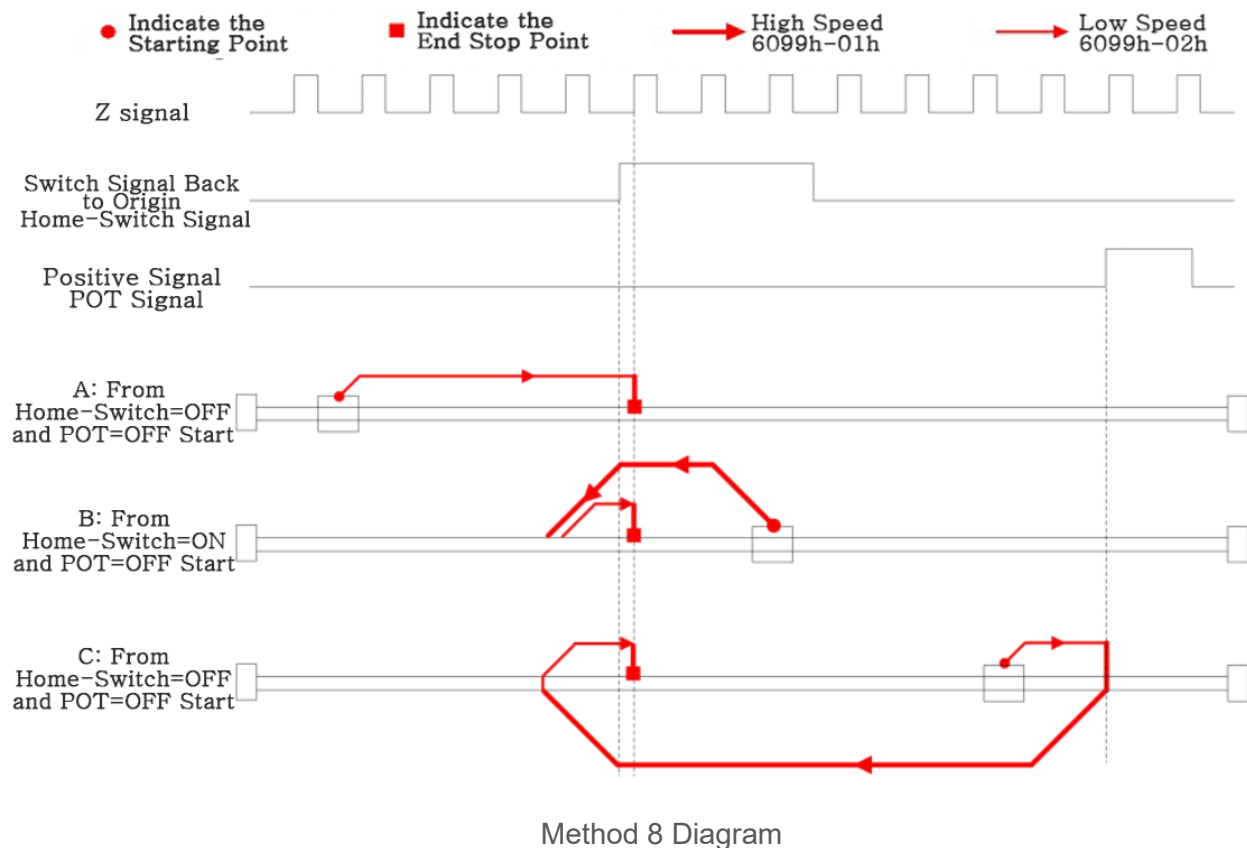 Indicate the
Starting Point
Indicate the
End Stop Point
High Speed
6099h-01h
Low Speed
6099h-02h
Z signal
Switch Signal Back
to Origin
Home-Switch Signal
Positive Signal
POT Signal
A: From
Home-Switch=OFF
and POT=OFF Start
B: From
Home-Switch=ON
and POT=OFF Start
C: From
Home-Switch=OFF
and POT=OFF Start
Method 8 Diagram